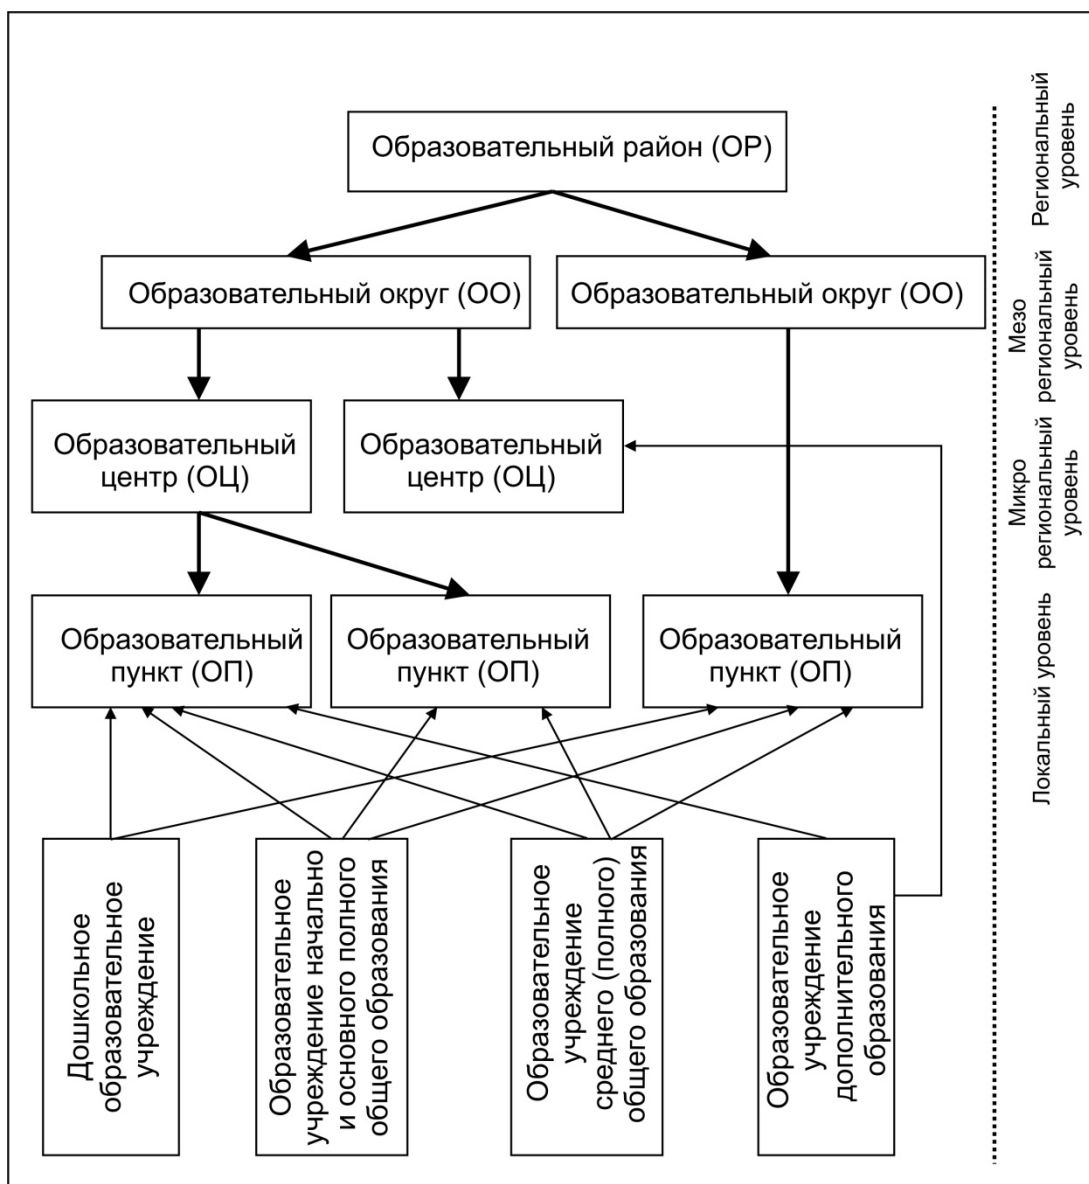 Образовательный район (ОР)
Образовательный округ (ОО)
Образовательный округ (ОО)
Образовательный
центр (ОЦ)
Образовательный
центр (ОЦ)
Образовательный
пункт (ОП)
Образовательный
пункт (ОП)
Образовательный
пункт (ОП)
Дошкольное
образовательное
учреждение
Образовательное
учреждение начально
и основного полного
общего образования
Образовательное
учреждение
среднего (полного)
общего образования
Образовательное
учреждение
дополнительного
образования
Региональный
уровень
Мезо
региональный
уровень
Микро
региональный
уровень
Локальный уровень